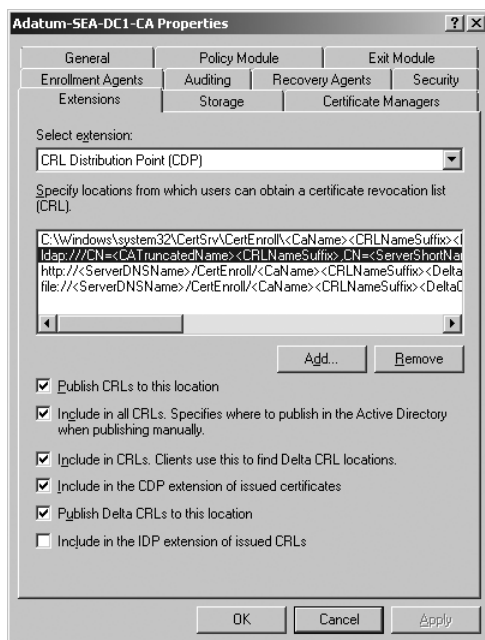 Adatum-SEA-DC1-CA Properties
General Policy Module Exit Module
Enrollment Agents Auditing Recovery Agents Security
Extensions Storage Certificate Managers
Select extension:
CRL Distribution Point (CDP)
Specify locations from which users can obtain a certificate revocation list
(CRL).
C:\Windows\system32\CertSrv\CertEnroll\<CaName><CRLNameSuffix><
ldap:///CN=<CATruncatedName><CRLNameSuffix>,CN=<ServerShortNa
http://<ServerDNSName>/CertEnroll/<CaName><CRLNameSuffix><Delta
file://<ServerDNSName>/CertEnroll/<CaName><CRLNameSuffix><Delta
Add... Remove
Publish CRLs to this location
Include in all CRLs. Specifies where to publish in the Active Directory
when publishing manually.
Include in CRLs. Clients use this to find Delta CRL locations.
Include in the CDP extension of issued certificates
Publish Delta CRLs to this location
Include in the IDP extension of issued CRLs
OK Cancel Apply